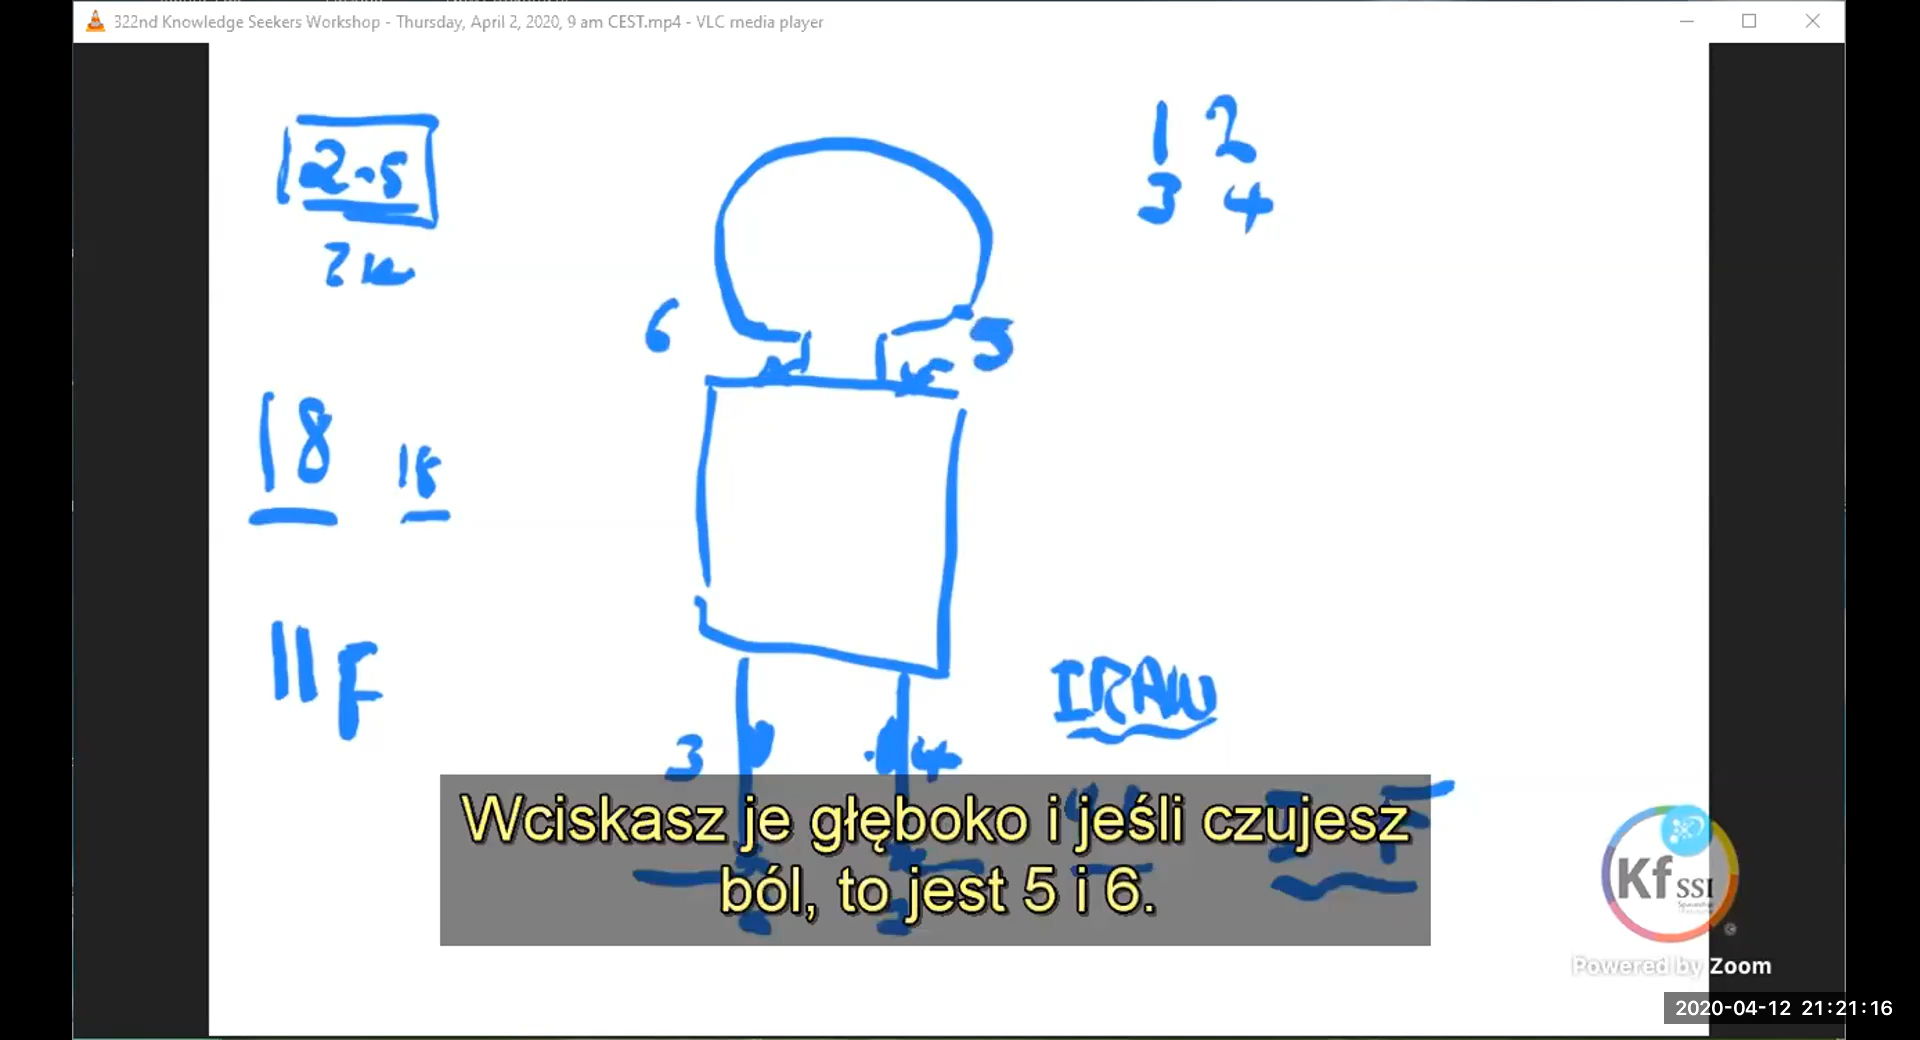 322nd Knowledge Seekers Workshop - Thursday, April 2, 2020, 9 am CEST.mp4 - VLC media player
2.5
1 2
3 4
6
5
18
18
11F
IRAN
3
4
Wciskasz je głęboko i jeśli czujesz
ból, to jest 5 i 6.
Kf SSI
Powered by Zoom
2020-04-12 21:21:16